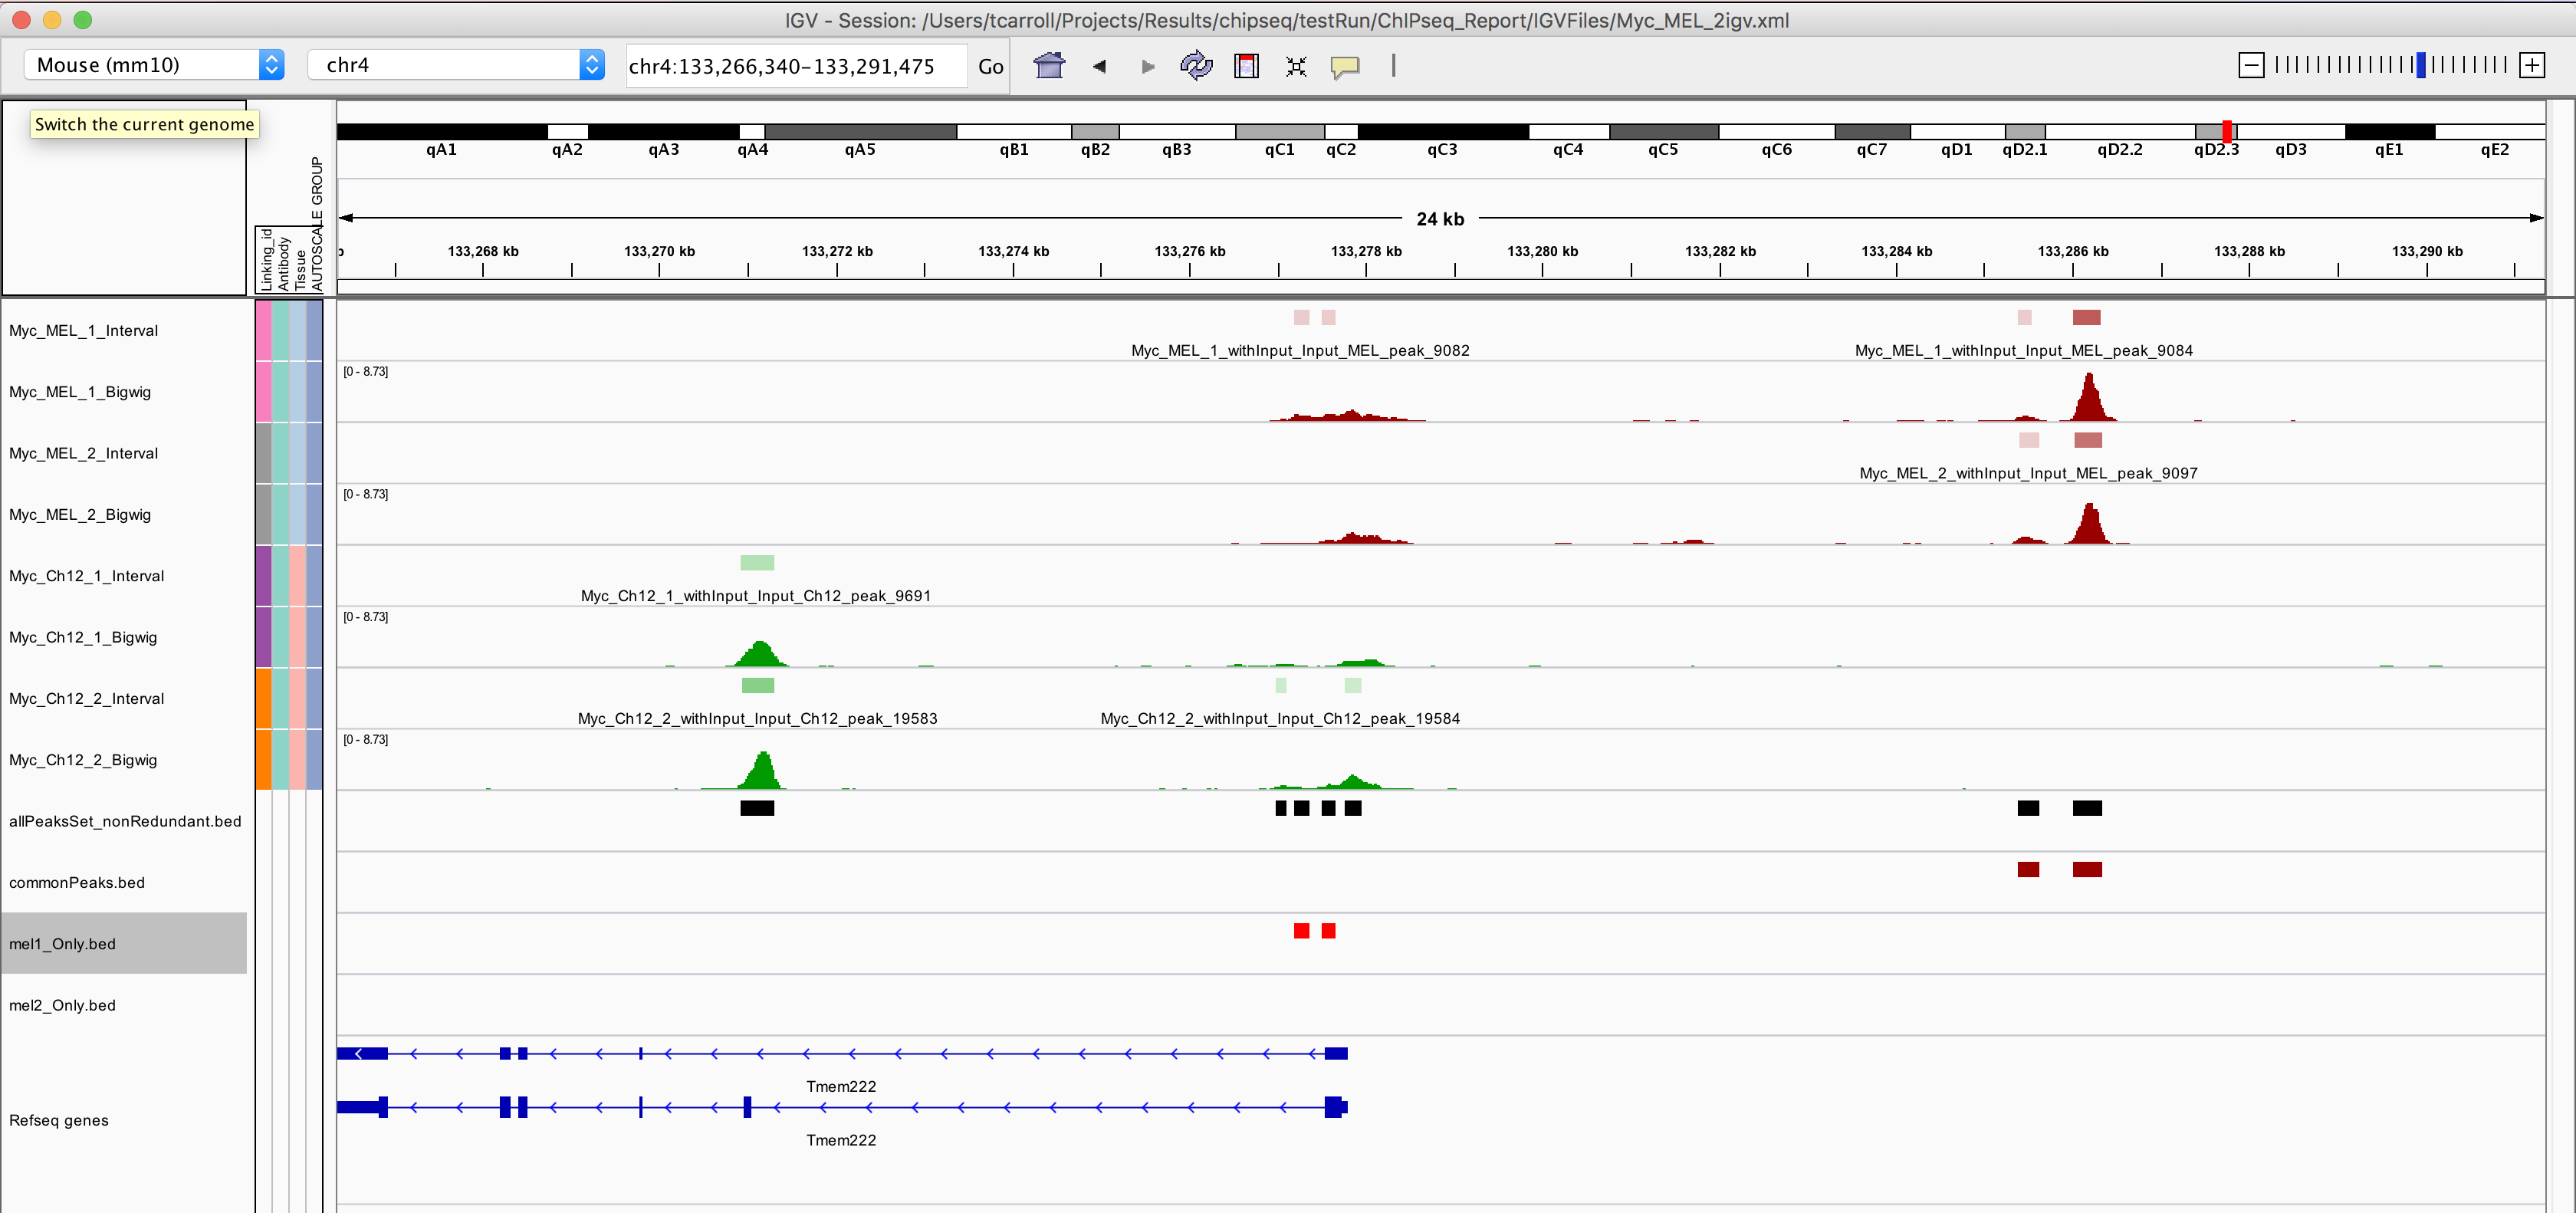 IGV - Session: /Users/tcarroll/Projects/Results/chipseq/testRun/ChIPseq_Report/IGVFiles/Myc_MEL_2igv.xml
Mouse (mm10) chr4 chr4:133,266,340-133,291,475 Go
Switch the current genome
Linking_id
Antibody
Tissue
AUTOSCALE GROUP
qA1 qA2 qA3 qA4 qA5 qB1 qB2 qB3 qC1 qC2 qC3 qC4 qC5 qC6 qC7 qD1 qD2.1 qD2.2 qD2.3 qD3 qE1 qE2
24 kb
133,268 kb 133,270 kb 133,272 kb 133,274 kb 133,276 kb 133,278 kb 133,280 kb 133,282 kb 133,284 kb 133,286 kb 133,288 kb 133,290 kb
Myc_MEL_1_Interval
Myc_MEL_1_withInput_Input_MEL_peak_9082 Myc_MEL_1_withInput_Input_MEL_peak_9084
[0 - 8.73]
Myc_MEL_1_Bigwig
Myc_MEL_2_Interval
Myc_MEL_2_withInput_Input_MEL_peak_9097
[0 - 8.73]
Myc_MEL_2_Bigwig
Myc_Ch12_1_Interval
Myc_Ch12_1_withInput_Input_Ch12_peak_9691
[0 - 8.73]
Myc_Ch12_1_Bigwig
Myc_Ch12_2_Interval
Myc_Ch12_2_withInput_Input_Ch12_peak_19583 Myc_Ch12_2_withInput_Input_Ch12_peak_19584
[0 - 8.73]
Myc_Ch12_2_Bigwig
allPeaksSet_nonRedundant.bed
commonPeaks.bed
mel1_Only.bed
mel2_Only.bed
Tmem222
Refseq genes
Tmem222